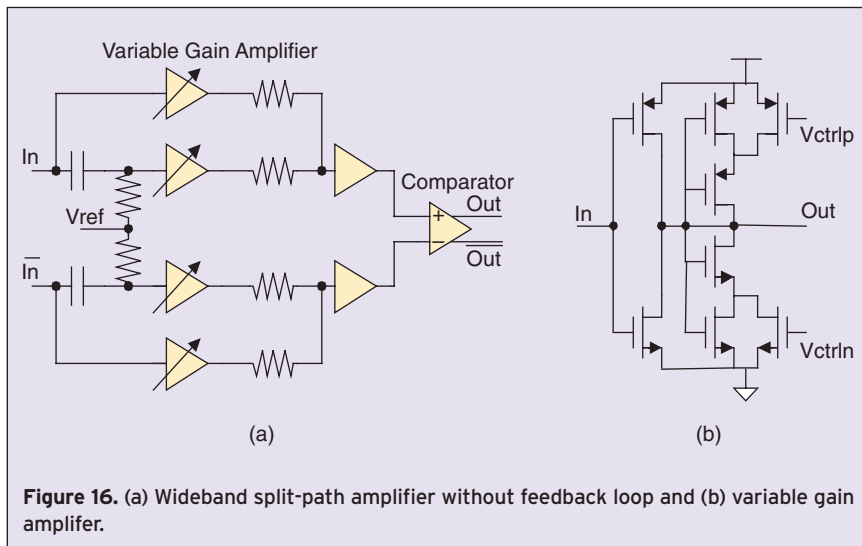 Variable Gain Amplifier
In
Vref
In
Comparator
Out
Out
+
–
(a)
In
Vctrlp
Out
Vctrln
(b)
Figure 16. (a) Wideband split-path amplifier without feedback loop and (b) variable gain
amplifer.